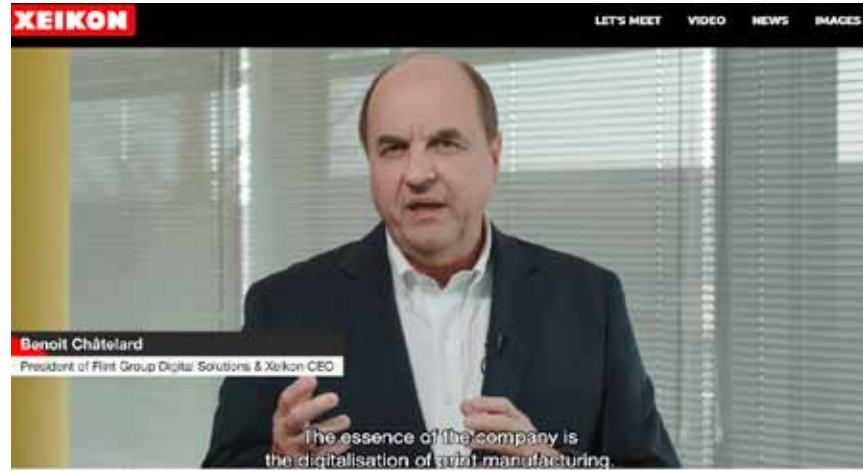 XEIKON
LET'S MEET VIDEO NEWS IMAGES
Benoit Châtelard
President of Flint Group Digital Solutions & Xeikon CEO
The essence of the company is
the digitalisation of print manufacturing.